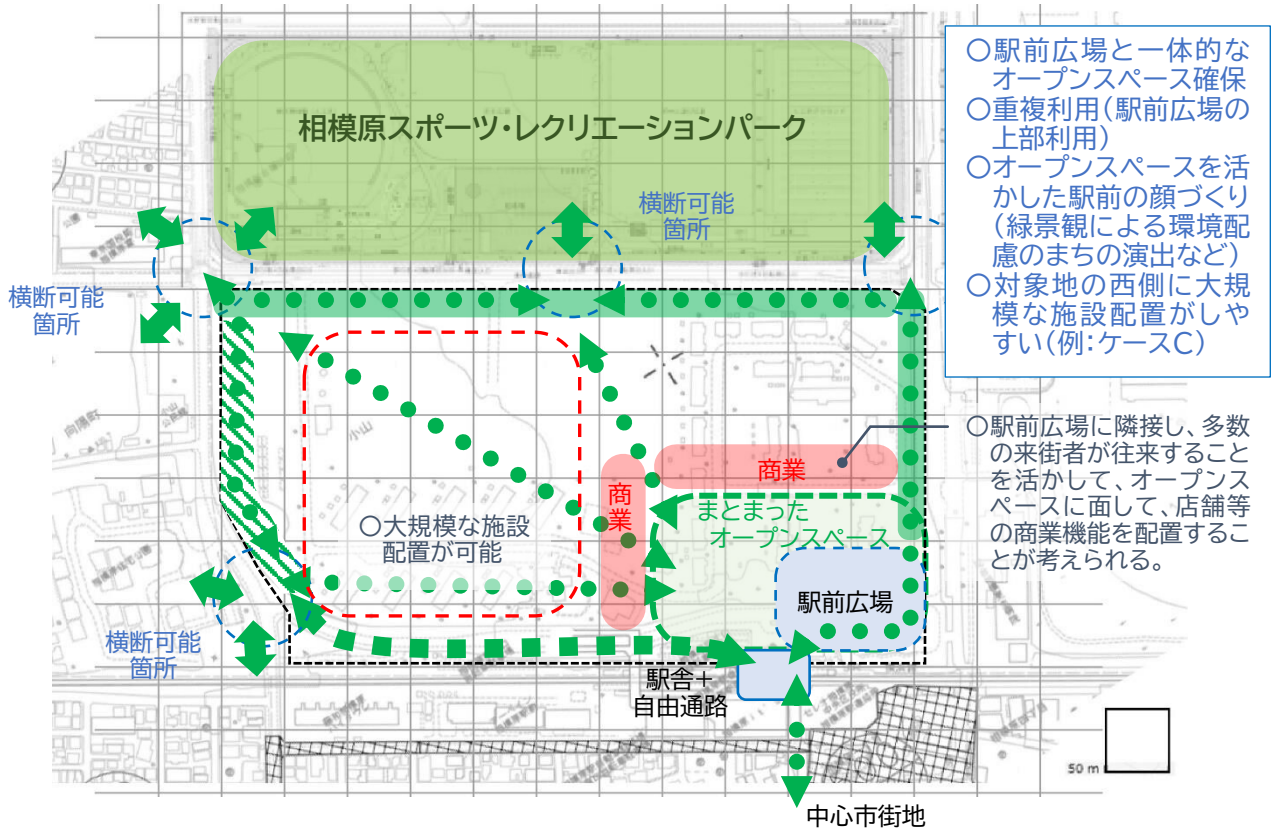 相模原スポーツ・レクリエーションパーク
〇駅前広場と一体的な
オープンスペース確保
〇重複利用(駅前広場の
上部利用)
〇オープンスペースを活
かした駅前の顔づくり
(緑景観による環境配
慮のまちの演出など)
〇対象地の西側に大規
模な施設配置がしや
すい(例:ケースC)
横断可能
箇所
横断可能
箇所
向陽町
小山
商業
〇駅前広場に隣接し、多数
の来街者が往来すること
を活かして、オープンス
ペースに面して、店舗等
の商業機能を配置するこ
とが考えられる。
商業
まとまった
オープンスペース
〇大規模な施設
配置が可能
駅前広場
横断可能
箇所
駅舎+
自由通路
50 m
中心市街地